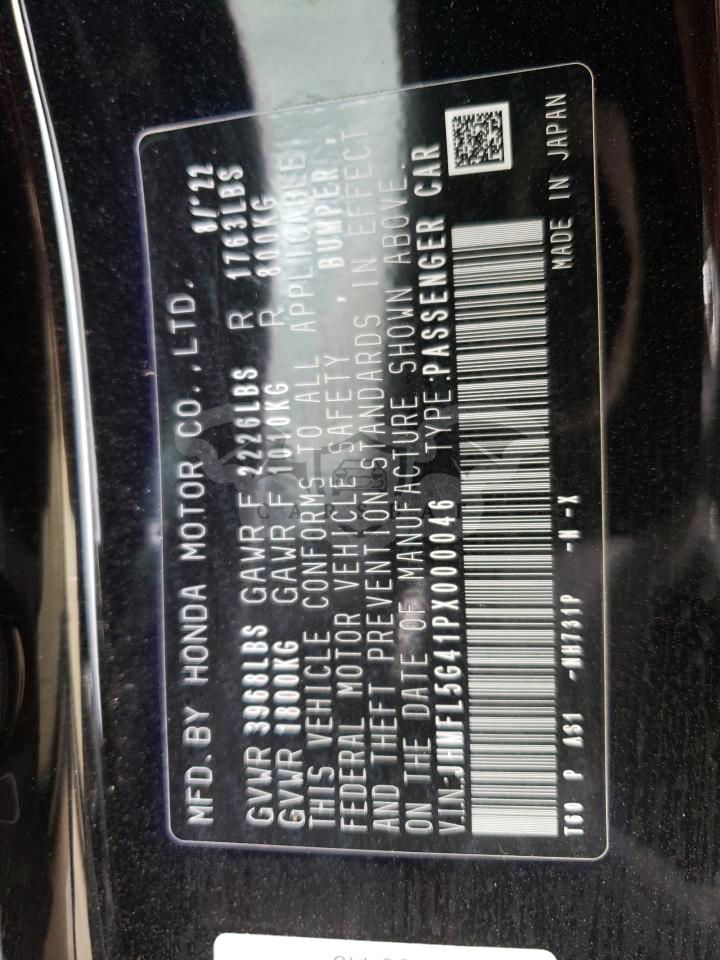 MFD. BY HONDA MOTOR CO., LTD. 8/'22
GVWR 3968LBS GAWR F 2226LBS R 1763LBS
GVWR 1800KG GAWR F 1010KG R 800KG
THIS VEHICLE CONFORMS TO ALL APPLICABLE
FEDERAL MOTOR VEHICLE SAFETY , BUMPER ,
AND THEFT PREVENTION STANDARDS IN EFFECT
ON THE DATE OF MANUFACTURE SHOWN ABOVE.
V.I.N:JHMFL5G41PX000046 TYPE:PASSENGER CAR
T60 P AS1 -NH731P -N -X MADE IN JAPAN